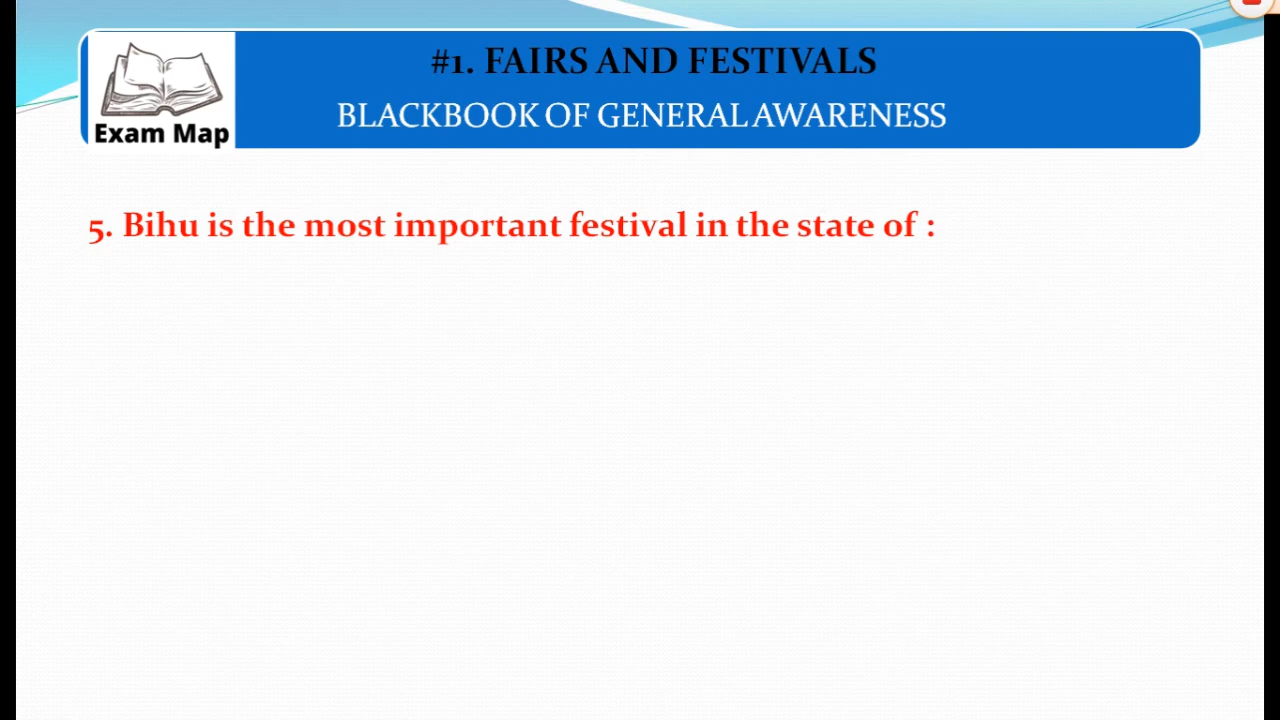 #1. FAIRS AND FESTIVALS
BLACKBOOK OF GENERAL AWARENESS
Exam Map
5. Bihu is the most important festival in the state of :